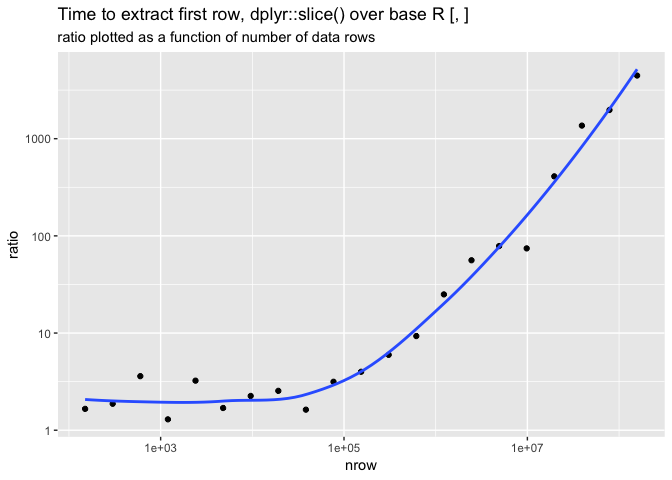 Time to extract first row, dplyr::slice() over base R [, ]
ratio plotted as a function of number of data rows
1000
100
10
1
ratio
1e+03
1e+05
1e+07
nrow